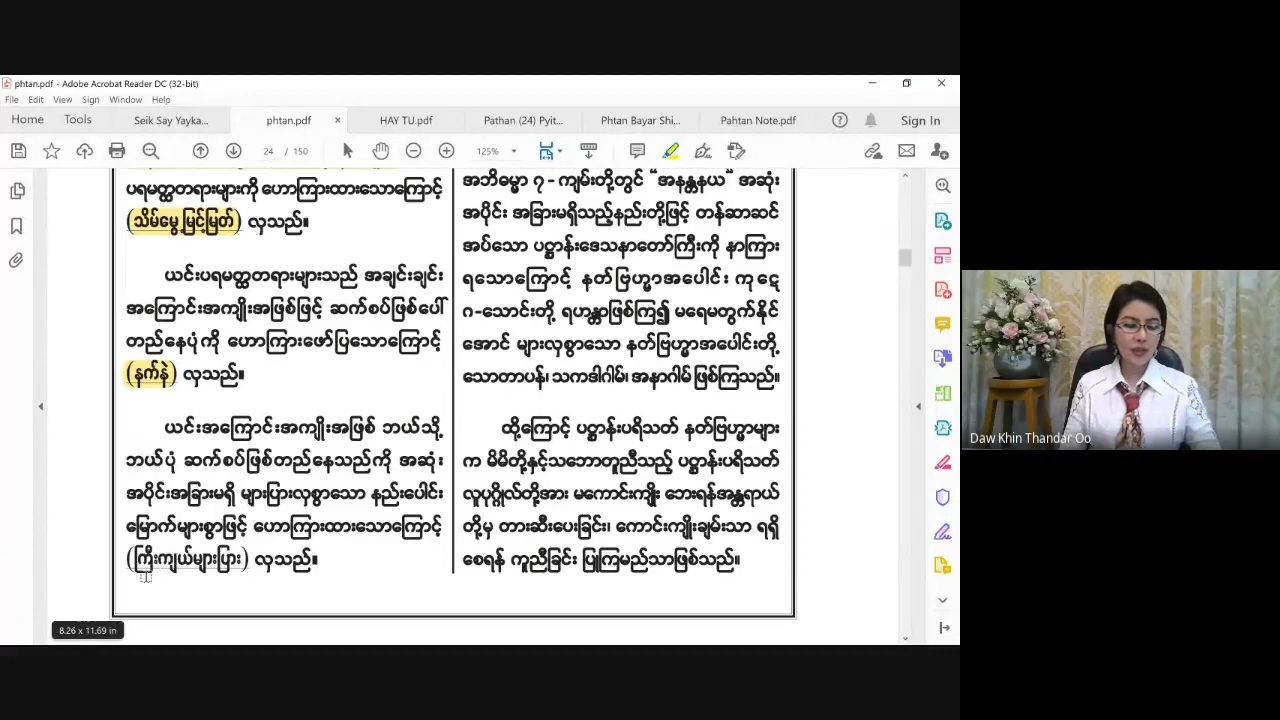 phtan.pdf - Adobe Acrobat Reader DC (32-bit)
File Edit View Sign Window Help
Home Tools Seik Say Yayka... phtan.pdf × HAY TU.pdf Pathan (24) Pyit... Phtan Bayar Shi... Pahtan Note.pdf Sign In
24 / 150 125%
ပရမတ္ထတရားများကို ဟောကြားထားသောကြောင့်
(သိမ်မွေ့မြင့်မြတ်) လှသည်။
ယင်းပရမတ္ထတရားများသည် အချင်းချင်း
အကြောင်းအကျိုးအဖြစ်ဖြင့် ဆက်စပ်ဖြစ်ပေါ်
တည်နေပုံကို ဟောကြားဖော်ပြသောကြောင့်
(နက်နဲ) လှသည်။
ယင်းအကြောင်းအကျိုးအဖြစ် ဘယ်သို့
ဘယ်ပုံ ဆက်စပ်ဖြစ်တည်နေသည်ကို အဆုံး
အပိုင်းအခြားမရှိ များပြားလှစွာသော နည်းပေါင်း
မြောက်များစွာဖြင့် ဟောကြားထားသောကြောင့်
(ကြီးကျယ်များပြား) လှသည်။
အဘိဓမ္မာ ၇ - ကျမ်းတို့တွင် “အနန္တနယ” အဆုံး
အပိုင်း အခြားမရှိသည့်နည်းတို့ဖြင့် တန်ဆာဆင်
အပ်သော ပဋ္ဌာန်းဒေသနာတော်ကြီးကို နာကြား
ရသောကြောင့် နတ်ဗြဟ္မာအပေါင်း ကုဋေ
ဂ-သောင်းတို့ ရဟန္တာဖြစ်ကြ၍ မရေမတွက်နိုင်
အောင် များလှစွာသော နတ်ဗြဟ္မာအပေါင်းတို့
သောတာပန်၊ သကဒါဂါမ်၊ အနာဂါမ် ဖြစ်ကြသည်။
ထို့ကြောင့် ပဋ္ဌာန်းပရိသတ် နတ်ဗြဟ္မာများ
က မိမိတို့နှင့်သဘောတူညီသည့် ပဋ္ဌာန်းပရိသတ်
လူပုဂ္ဂိုလ်တို့အား မကောင်းကျိုး ဘေးရန်အန္တရာယ်
တို့မှ တားဆီးပေးခြင်း၊ ကောင်းကျိုးချမ်းသာ ရရှိ
စေရန် ကူညီခြင်း ပြုကြမည်သာဖြစ်သည်။
8.26 x 11.69 in
Daw Khin Thandar Oo